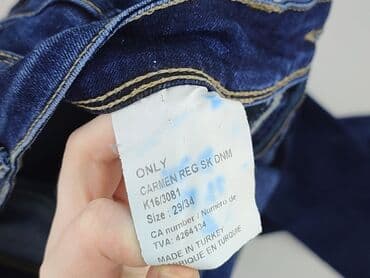 ONLY
CARMEN REG SK DNM
K16/3081
Size : 29/34
CA number / Numéro de
TVA: 4264134
MADE IN TURKEY
FABRIQUE EN TURQUIE